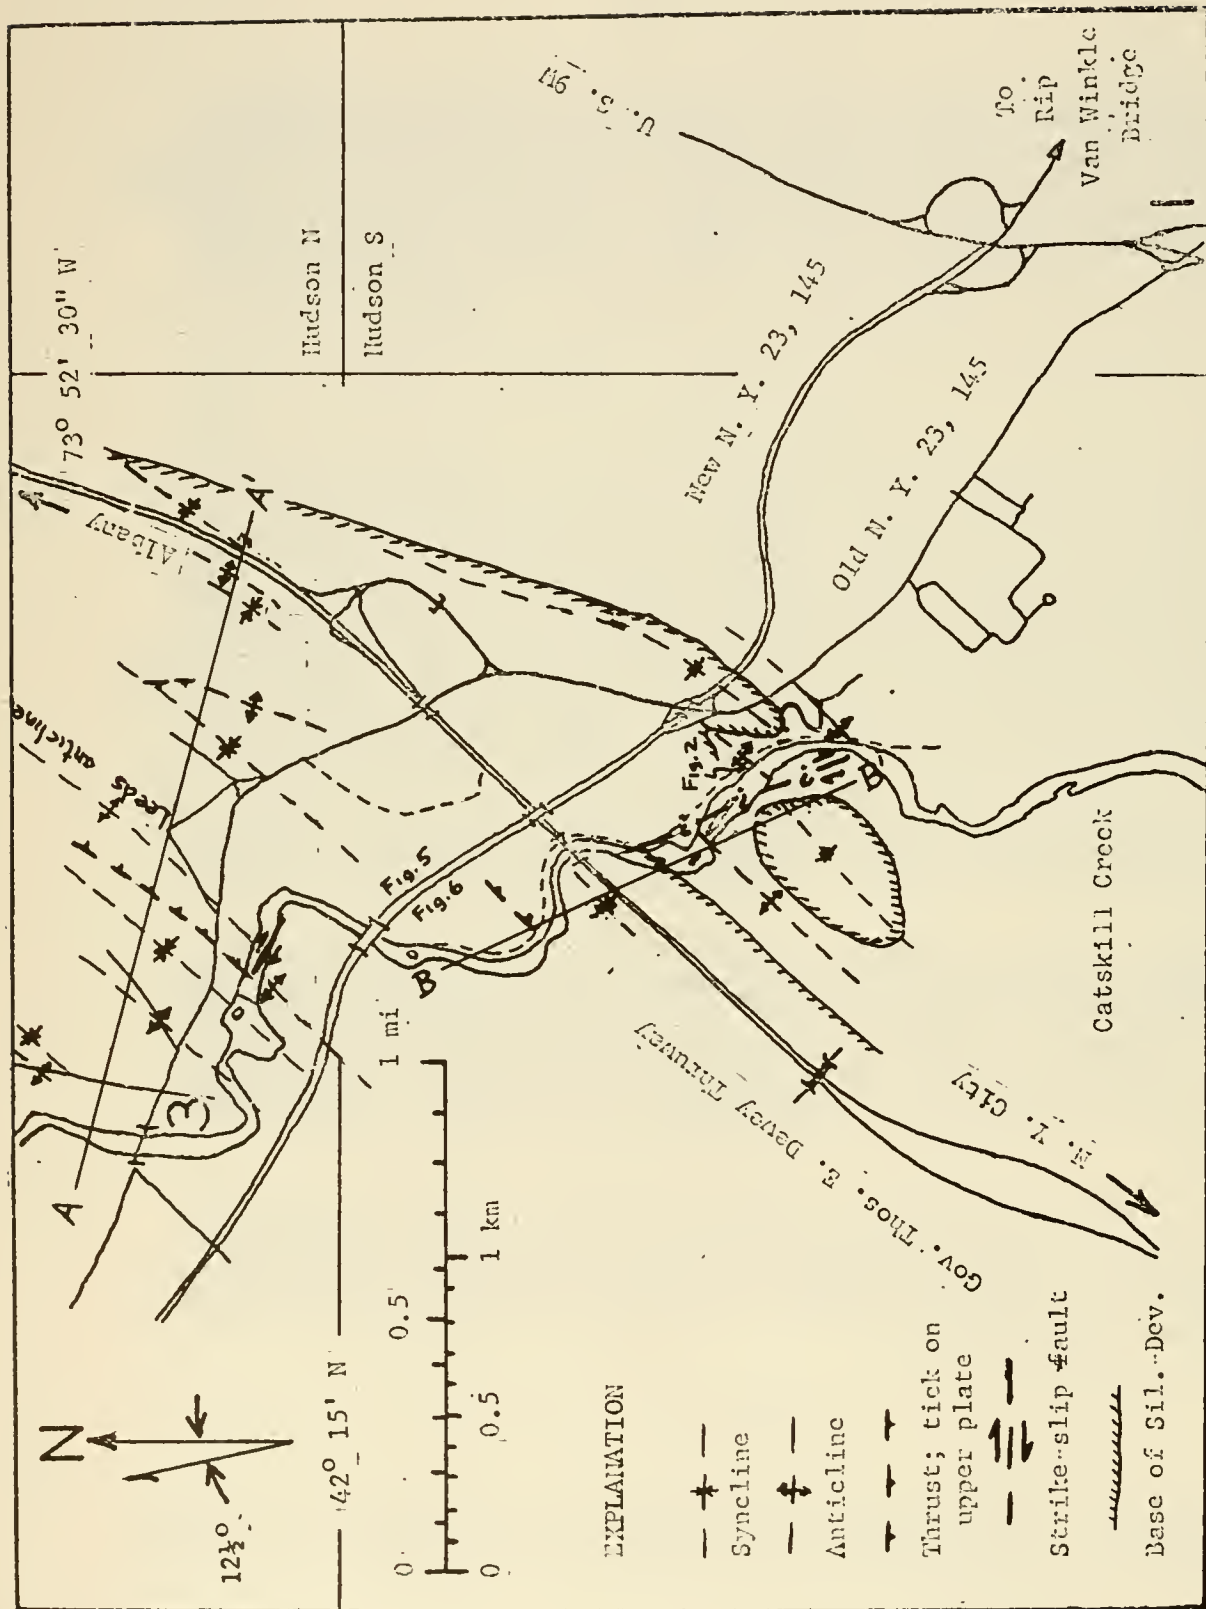 N
12½°
42° 15' N
73° 52' 30" W
Hudson N
Hudson S
Albany
U. S. 9W
To
Rip
Van Winkle
Bridge
New N. Y. 23, 145
Old N. Y. 23, 145
Leeds anticline
A
A
B
B
3
Fig. 5
Fig. 6
Fig. 2
Gov. Thos. E. Dewey Thruway
N. Y. City
Catskill Creek
0
0.5
1 mi
0
0.5
1 km
EXPLANATION
Syncline
Anticline
Thrust; tick on
upper plate
Strike-slip fault
Base of Sil.-Dev.